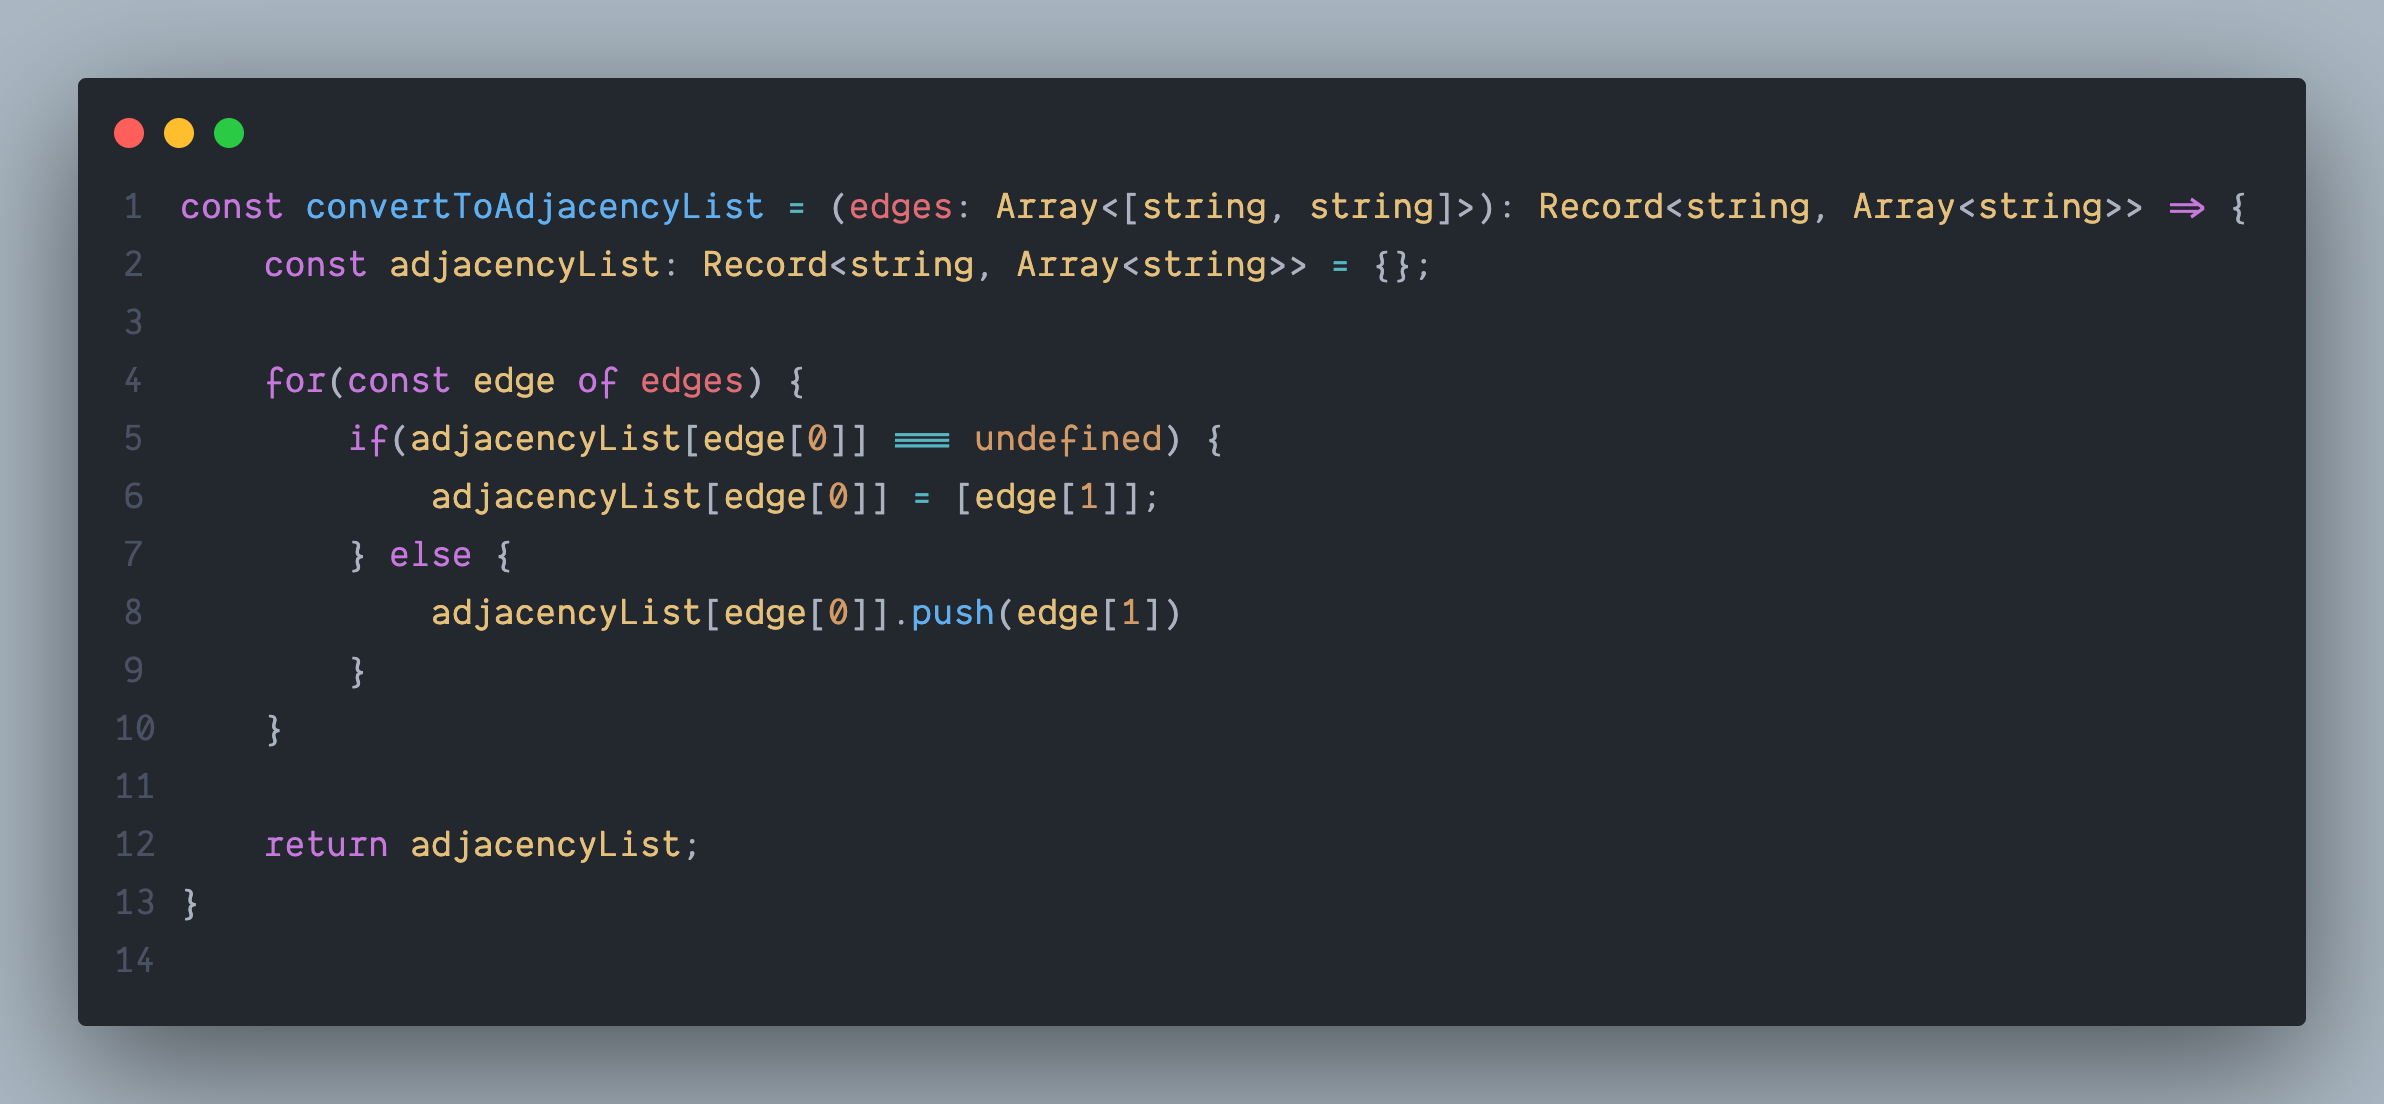 1 const convertToAdjacencyList = (edges: Array<[string, string]>): Record<string, Array<string>> => {
2     const adjacencyList: Record<string, Array<string>> = {};
3
4     for(const edge of edges) {
5         if(adjacencyList[edge[0]] === undefined) {
6             adjacencyList[edge[0]] = [edge[1]];
7         } else {
8             adjacencyList[edge[0]].push(edge[1])
9         }
10     }
11
12     return adjacencyList;
13 }
14